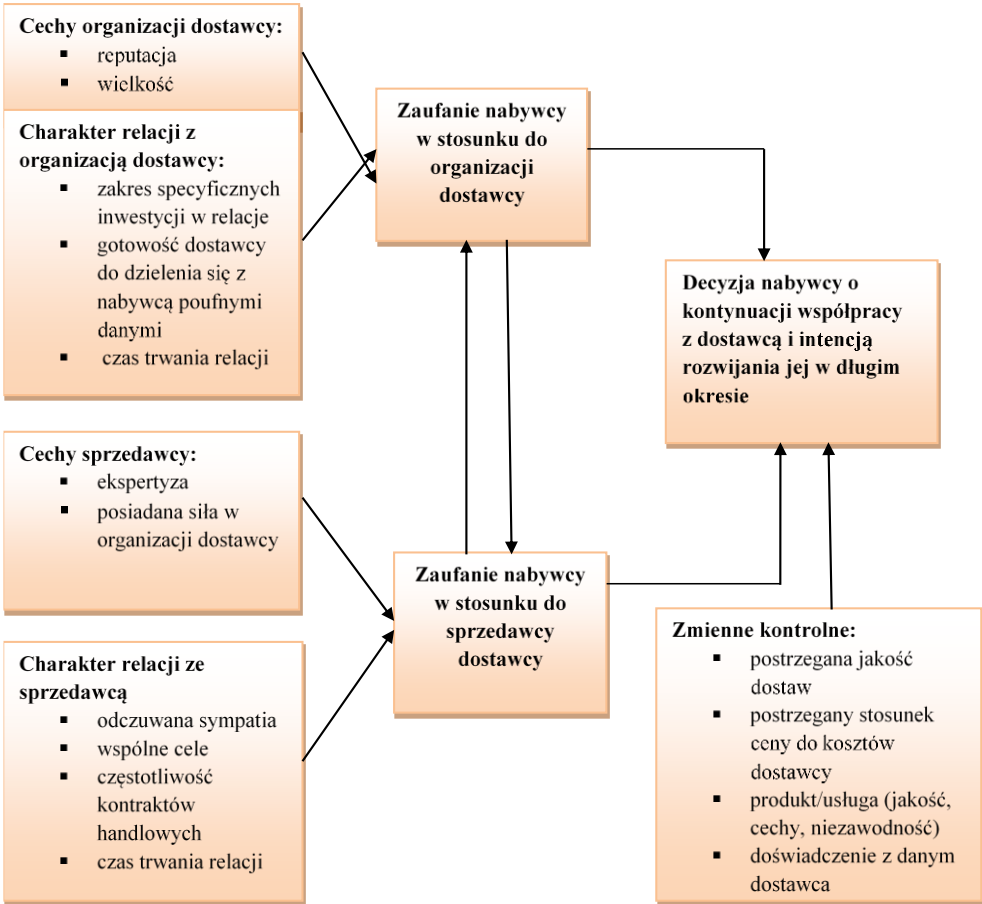 Cechy organizacji dostawcy:
▪ reputacja
▪ wielkość
Charakter relacji z
organizacją dostawcy:
▪ zakres specyficznych
inwestycji w relacje
▪ gotowość dostawcy
do dzielenia się z
nabywcą poufnymi
danymi
▪ czas trwania relacji
Cechy sprzedawcy:
▪ ekspertyza
▪ posiadana siła w
organizacji dostawcy
Charakter relacji ze
sprzedawcą
▪ odczuwana sympatia
▪ wspólne cele
▪ częstotliwość
kontraktów
handlowych
▪ czas trwania relacji
Zaufanie nabywcy
w stosunku do
organizacji
dostawcy
Zaufanie nabywcy
w stosunku do
sprzedawcy
dostawcy
Decyzja nabywcy o
kontynuacji współpracy
z dostawcą i intencją
rozwijania jej w długim
okresie
Zmienne kontrolne:
▪ postrzegana jakość
dostaw
▪ postrzegany stosunek
ceny do kosztów
dostawcy
▪ produkt/usługa (jakość,
cechy, niezawodność)
▪ doświadczenie z danym
dostawca